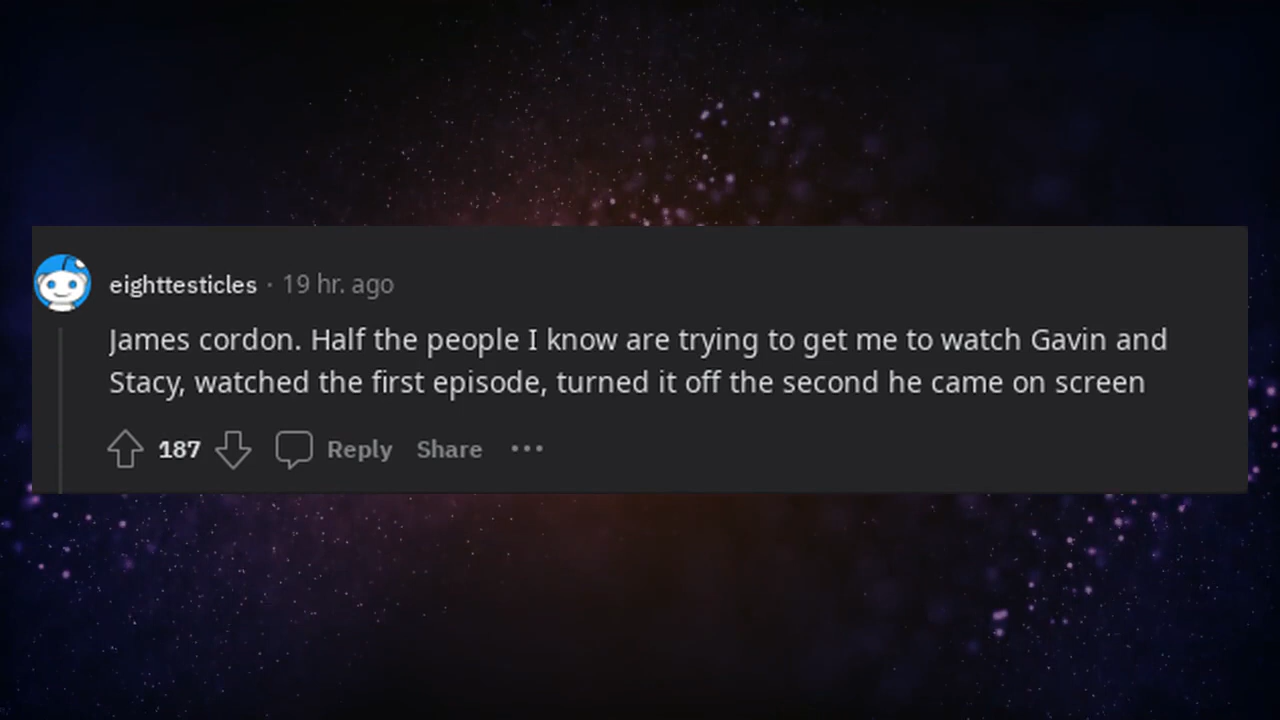 eighttesticles · 19 hr. ago
James cordon. Half the people I know are trying to get me to watch Gavin and
Stacy, watched the first episode, turned it off the second he came on screen
187 Reply Share ···